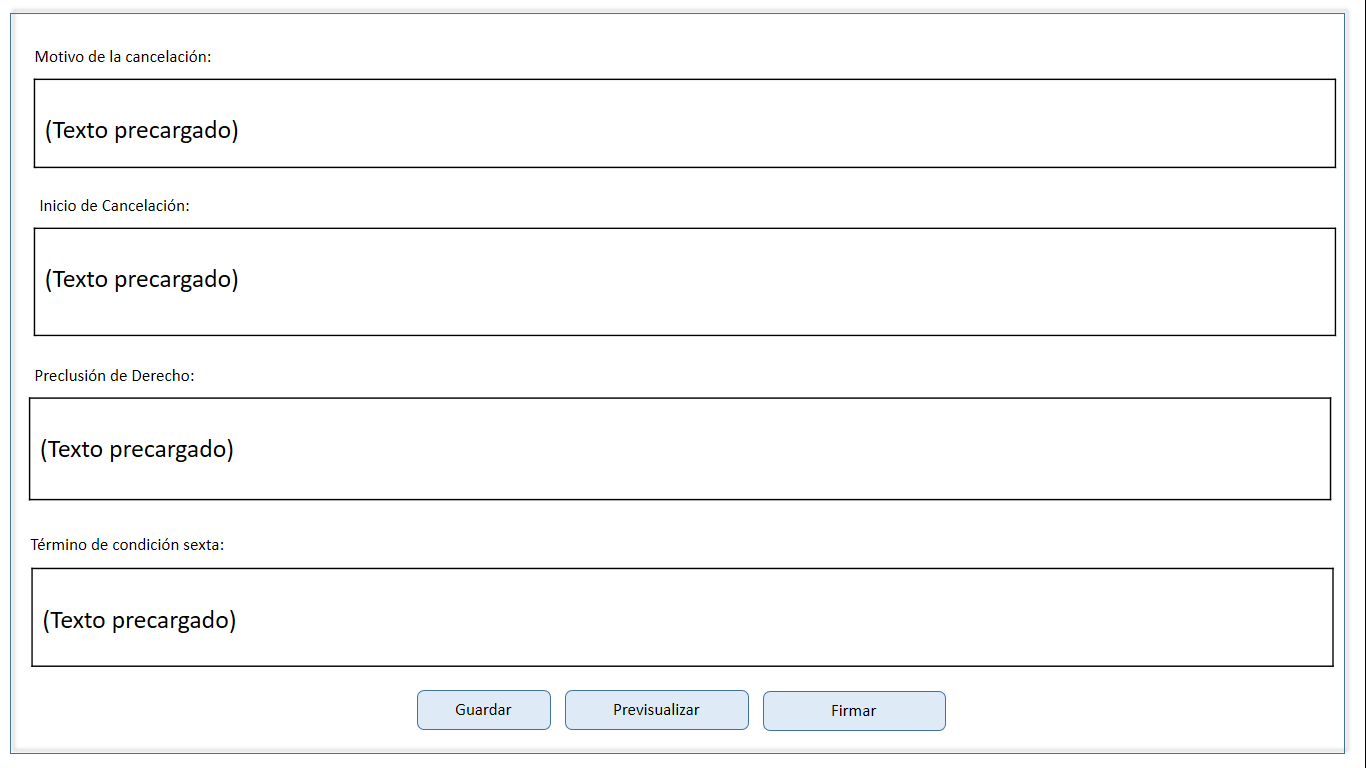 Motivo de la cancelación:
(Texto precargado)
Inicio de Cancelación:
(Texto precargado)
Preclusión de Derecho:
(Texto precargado)
Término de condición sexta:
(Texto precargado)
Guardar Previsualizar Firmar